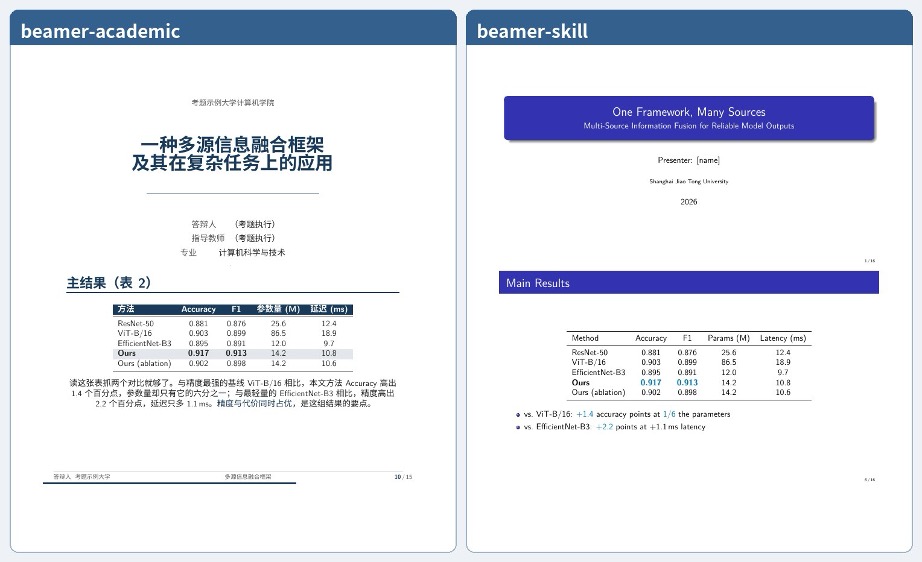 beamer-academic
考题示例大学计算机学院
一种多源信息融合框架
及其在复杂任务上的应用
答辩人 （考题执行）
指导教师 （考题执行）
专业 计算机科学与技术
主结果（表 2）
方法 Accuracy F1 参数量 (M) 延迟 (ms)
ResNet-50 0.881 0.876 25.6 12.4
ViT-B/16 0.903 0.899 86.5 18.9
EfficientNet-B3 0.895 0.891 12.0 9.7
Ours 0.917 0.913 14.2 10.8
Ours (ablation) 0.902 0.898 14.2 10.6
读这张表抓两个对比就够了。与精度最强的基线 ViT-B/16 相比，本文方法 Accuracy 高出
1.4 个百分点，参数量却只有它的六分之一；与最轻量的 EfficientNet-B3 相比，精度高出
2.2 个百分点，延迟只多 1.1 ms。精度与代价同时占优，是这组结果的要点。
答辩人 考题示例大学 多源信息融合框架 10 / 15
beamer-skill
One Framework, Many Sources
Multi-Source Information Fusion for Reliable Model Outputs
Presenter: [name]
Shanghai Jiao Tong University
2026
Main Results
Method Accuracy F1 Params (M) Latency (ms)
ResNet-50 0.881 0.876 25.6 12.4
ViT-B/16 0.903 0.899 86.5 18.9
EfficientNet-B3 0.895 0.891 12.0 9.7
Ours 0.917 0.913 14.2 10.8
Ours (ablation) 0.902 0.898 14.2 10.6
vs. ViT-B/16: +1.4 accuracy points at 1/6 the parameters
vs. EfficientNet-B3: +2.2 points at +1.1 ms latency